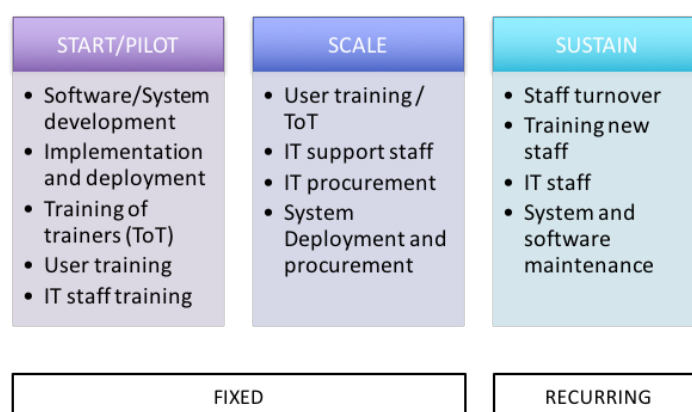 START/PILOT
• Software/System
development
• Implementation
and deployment
• Training of
trainers (ToT)
• User training
• IT staff training
SCALE
• User training /
ToT
• IT support staff
• IT procurement
• System
Deployment and
procurement
SUSTAIN
• Staff turnover
• Training new
staff
• IT staff
• System and
software
maintenance
FIXED
RECURRING